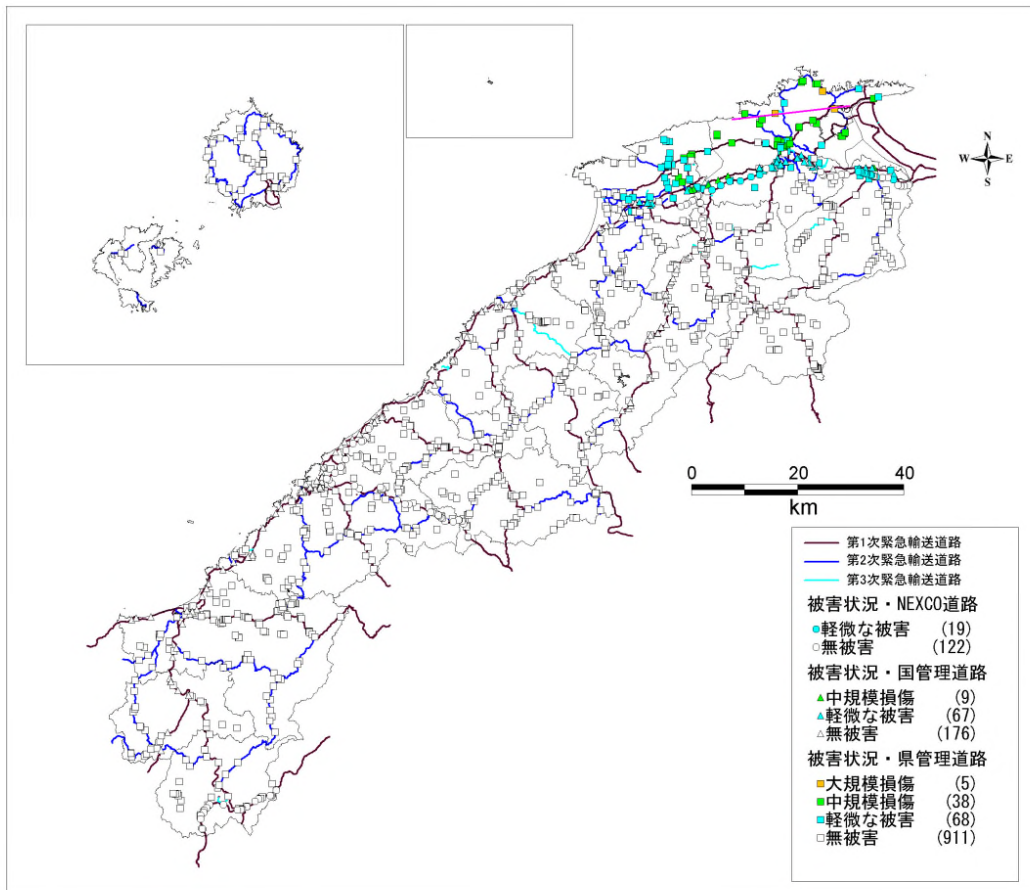 N
W E
S
0 20 40
km
第1次緊急輸送道路
第2次緊急輸送道路
第3次緊急輸送道路
被害状況・NEXCO道路
軽微な被害 (19)
無被害 (122)
被害状況・国管理道路
中規模損傷 (9)
軽微な被害 (67)
無被害 (176)
被害状況・県管理道路
大規模損傷 (5)
中規模損傷 (38)
軽微な被害 (68)
無被害 (911)